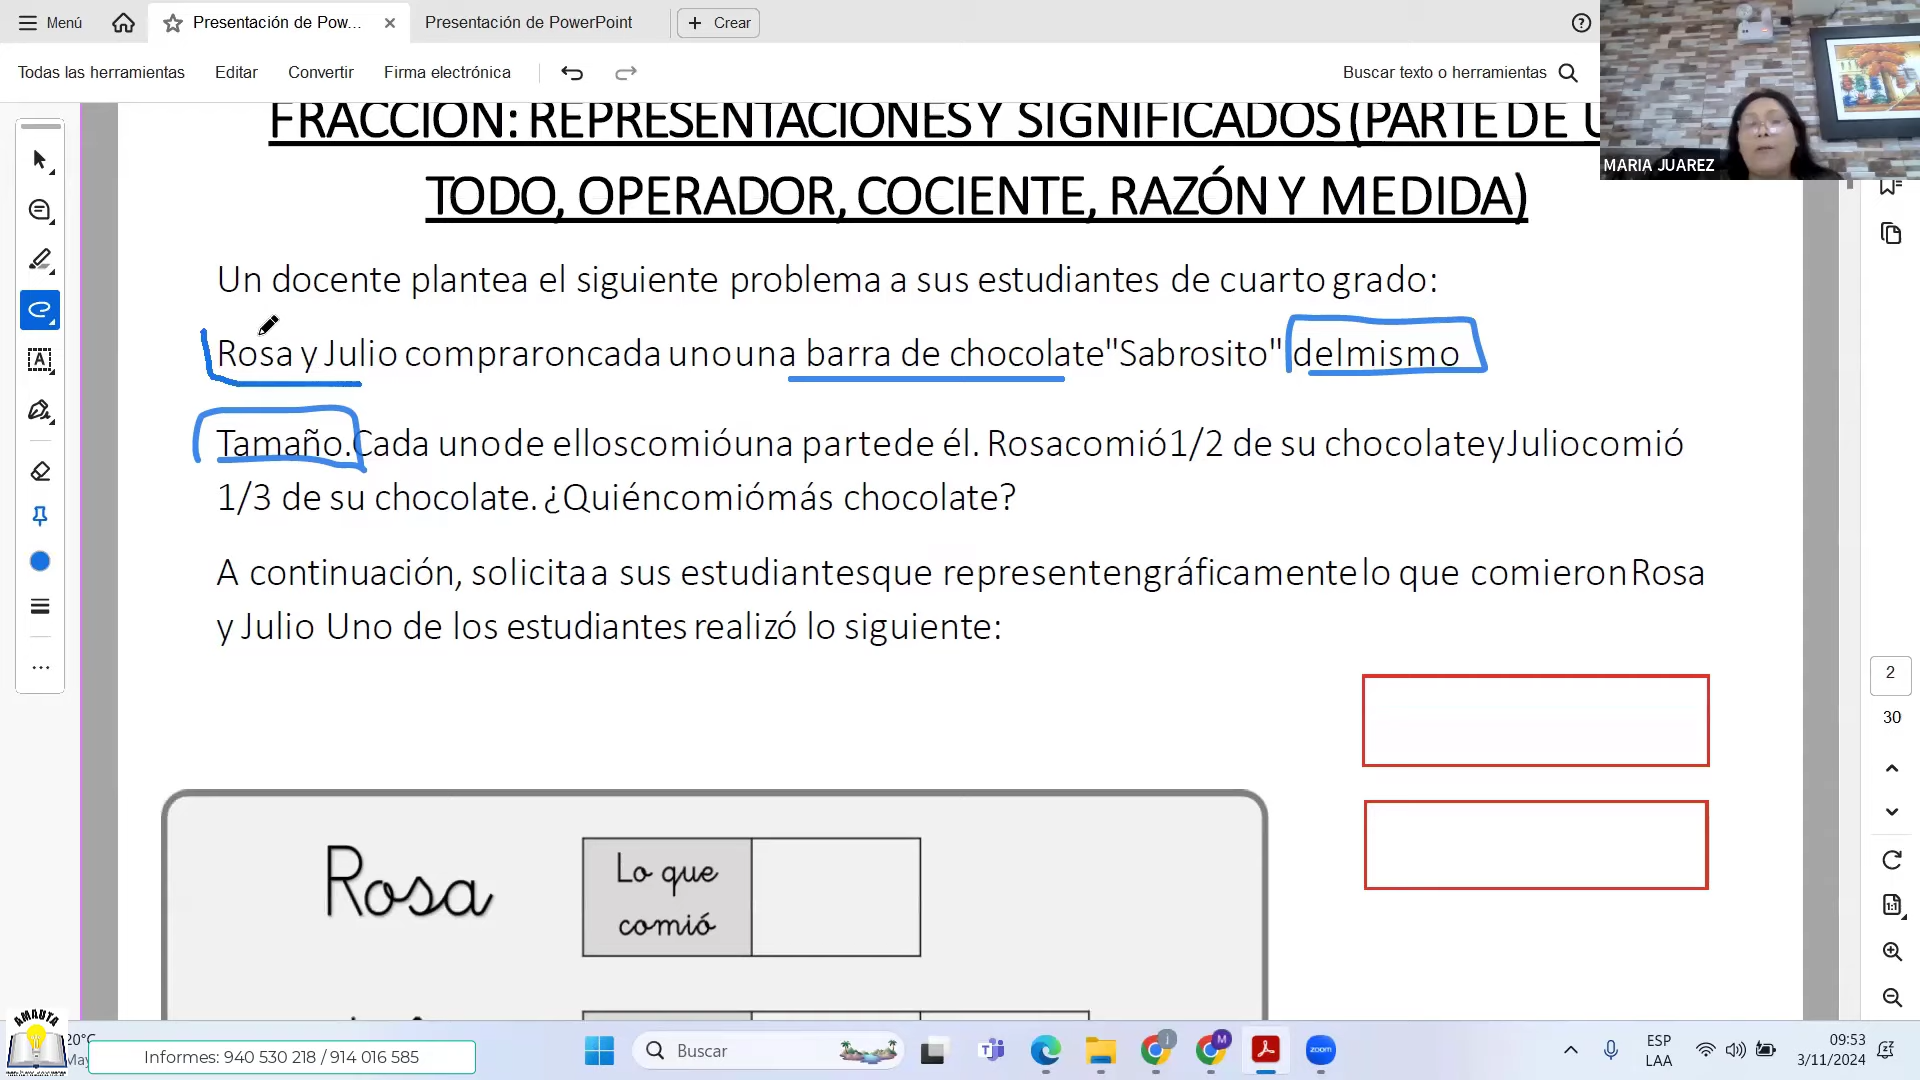 Menú
Presentación de Pow...
Presentación de PowerPoint
Crear
Todas las herramientas
Editar
Convertir
Firma electrónica
Buscar texto o herramientas
MARIA JUAREZ
FRACCIÓN: REPRESENTACIONES Y SIGNIFICADOS (PARTE DE U
TODO, OPERADOR, COCIENTE, RAZÓN Y MEDIDA)
Un docente plantea el siguiente problema a sus estudiantes de cuarto grado:
Rosa y Julio compraroncada unouna barra de chocolate"Sabrosito" delmismo
Tamaño.Cada unode elloscomióuna partede él. Rosacomió1/2 de su chocolateyJuliocomió
1/3 de su chocolate. ¿Quiéncomiómás chocolate?
A continuación, solicitaa sus estudiantesque representengráficamentelo que comieronRosa
y Julio Uno de los estudiantes realizó lo siguiente:
2
30
Rosa
Lo que
comió
AMAUTA
20°C
Informes: 940 530 218 / 914 016 585
Buscar
zoom
ESP
LAA
09:53
3/11/2024